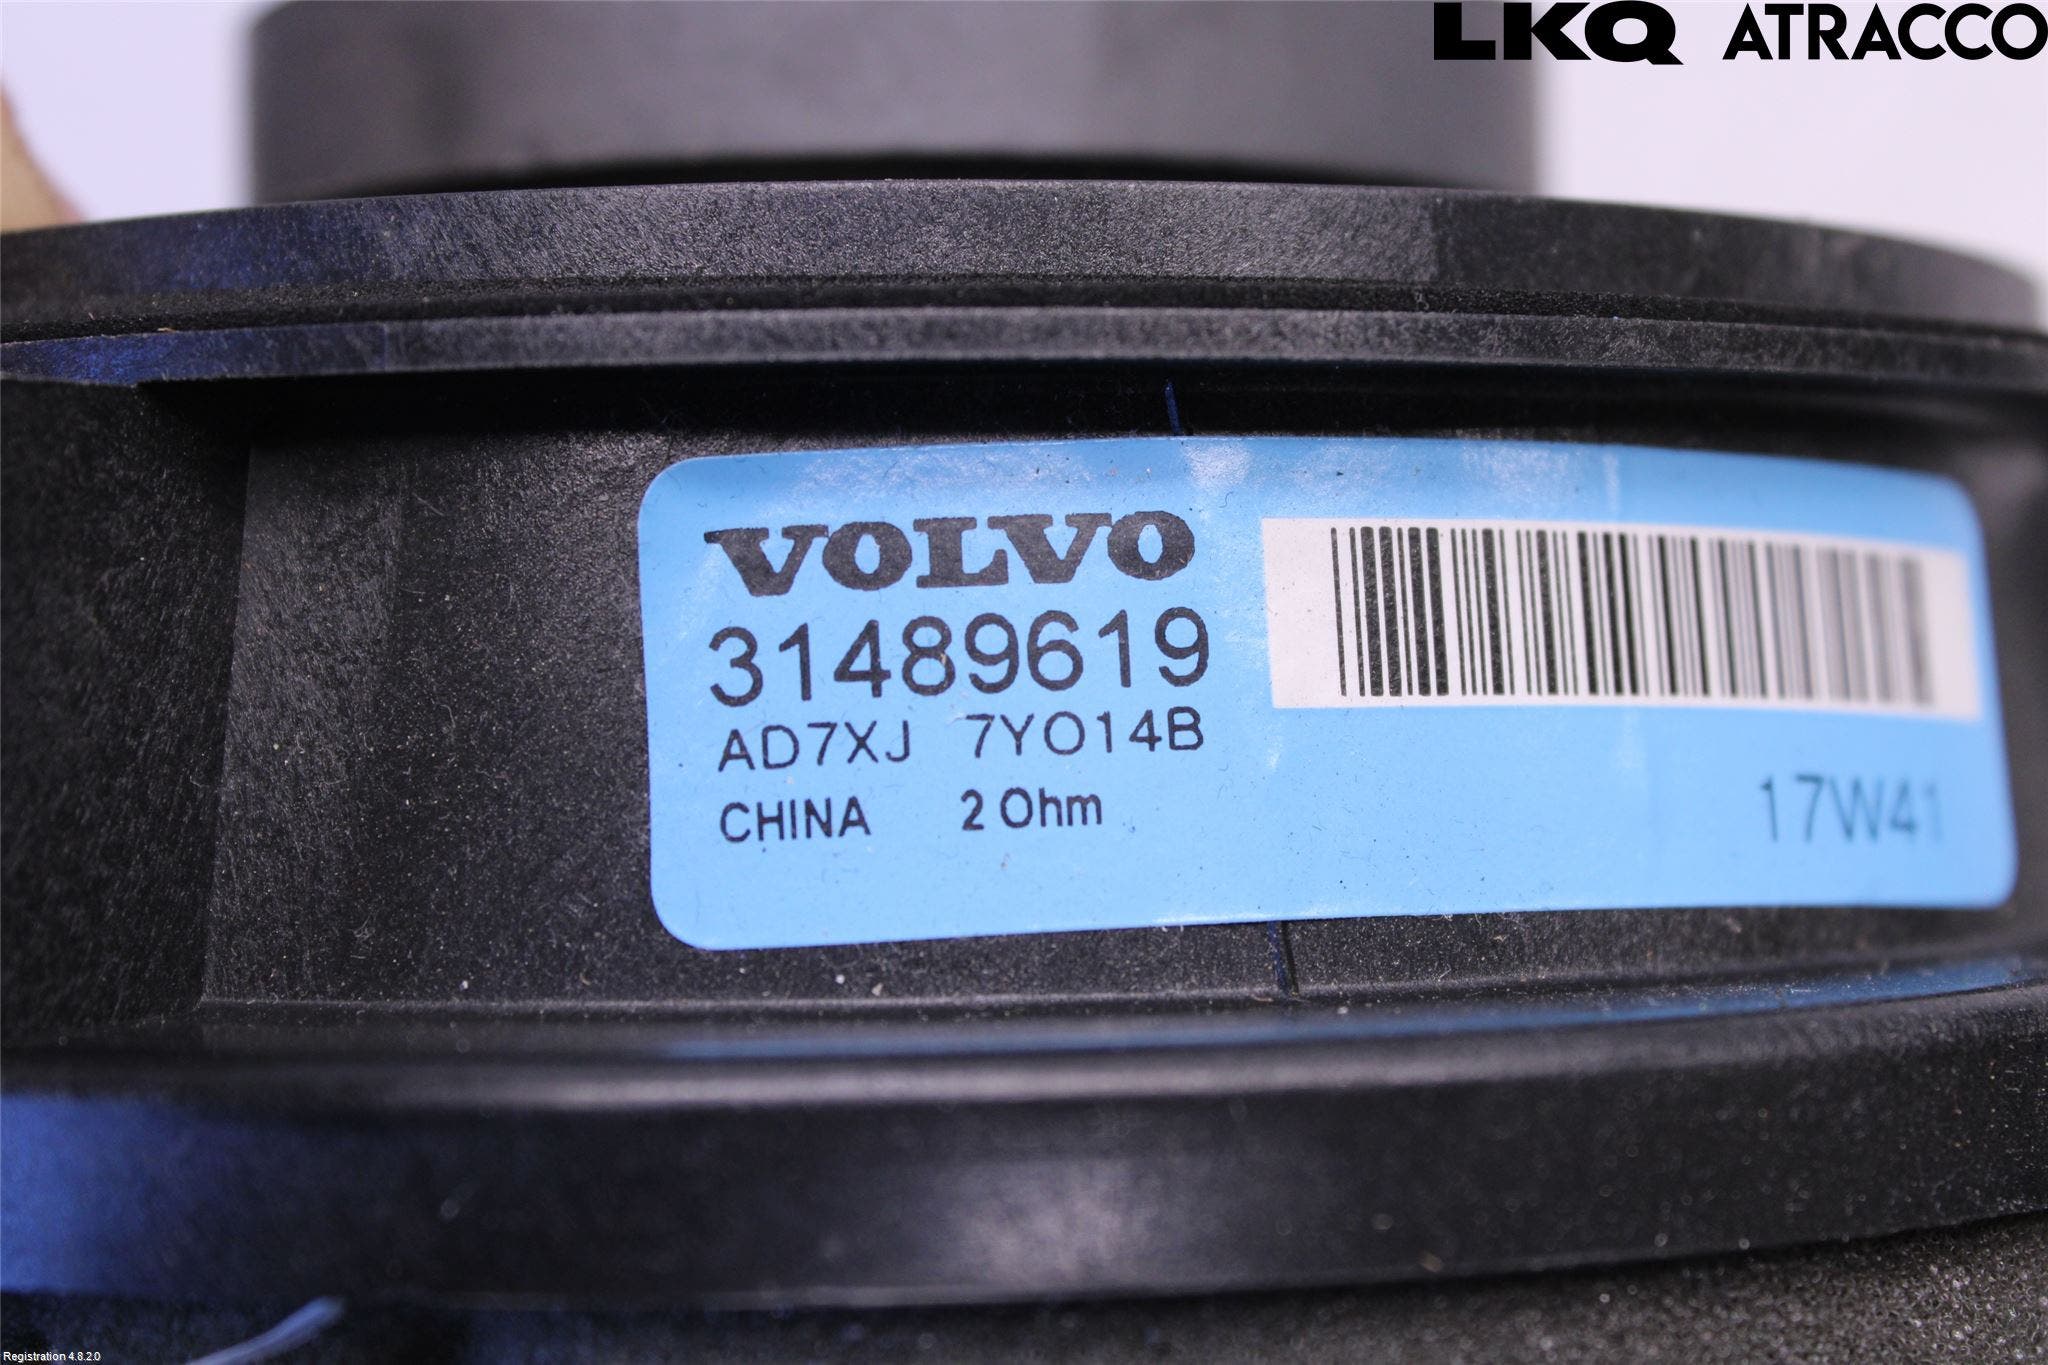 LKQ ATRACCO
VOLVO
31489619
AD7XJ 7YO14B
CHINA 2 Ohm
17W41
Registration 4.8.2.0